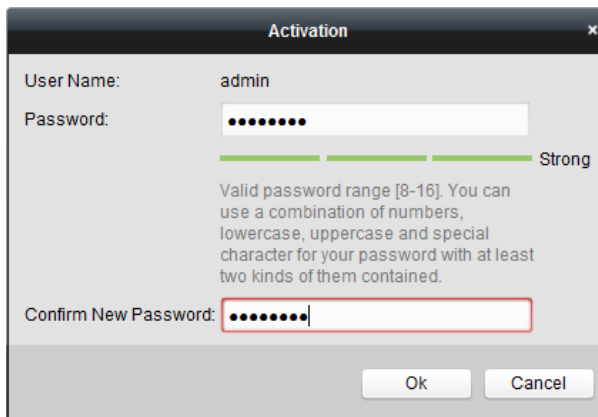 Activation
×
User Name: admin
Password: ●●●●●●●●
Strong
Valid password range [8-16]. You can
use a combination of numbers,
lowercase, uppercase and special
character for your password with at least
two kinds of them contained.
Confirm New Password: ●●●●●●●●
Ok Cancel